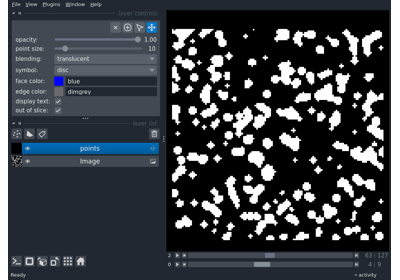 File View Plugins Window Help
layer controls
opacity: 1.00
point size: 10
blending: translucent
symbol: disc
face color: blue
edge color: dimgrey
display text:
out of slice:
layer list
points
Image
2 63 127
0 4 9
Ready activity